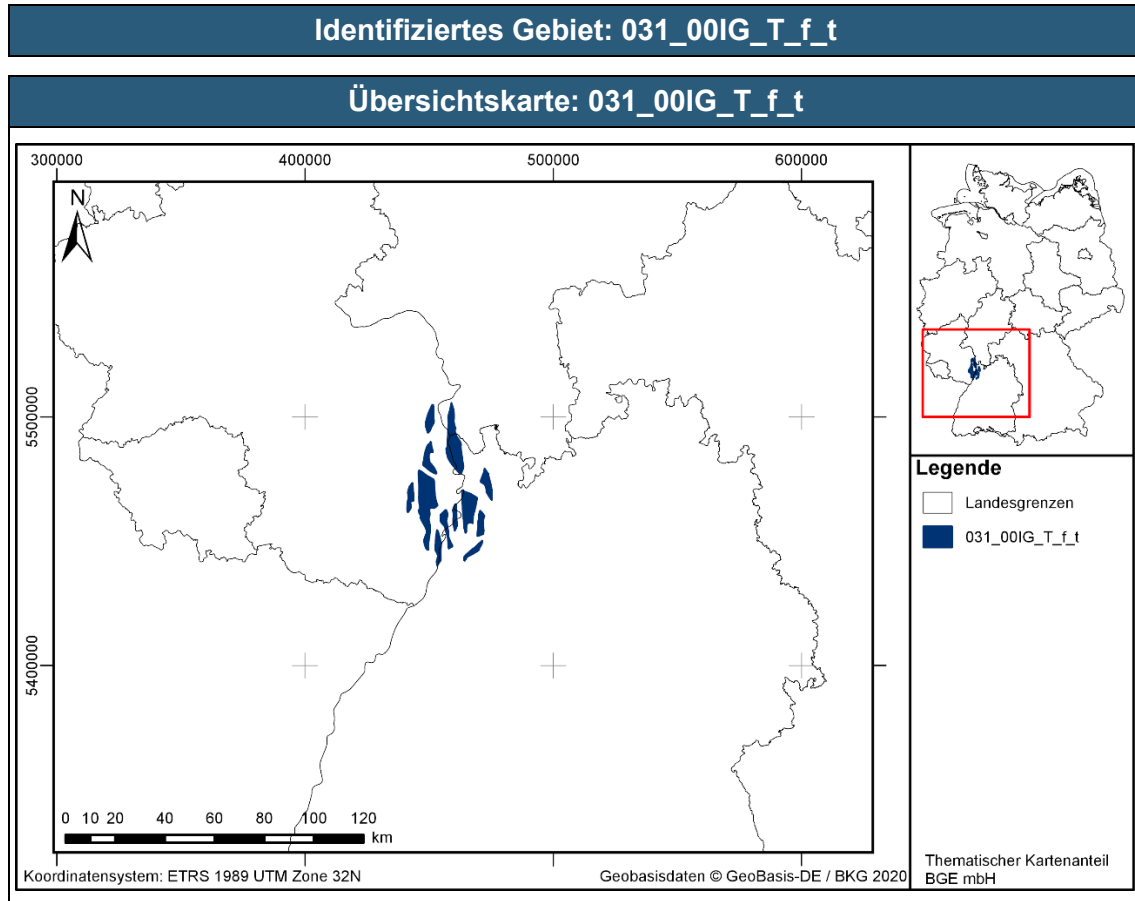 Identifiziertes Gebiet: 031_00IG_T_f_t
Übersichtskarte: 031_00IG_T_f_t
300000 400000 500000 600000
N
5500000
5400000
0 10 20 40 60 80 100 120
km
Koordinatensystem: ETRS 1989 UTM Zone 32N
Geobasisdaten © GeoBasis-DE / BKG 2020
Legende
Landesgrenzen
031_00IG_T_f_t
Thematischer Kartenanteil
BGE mbH